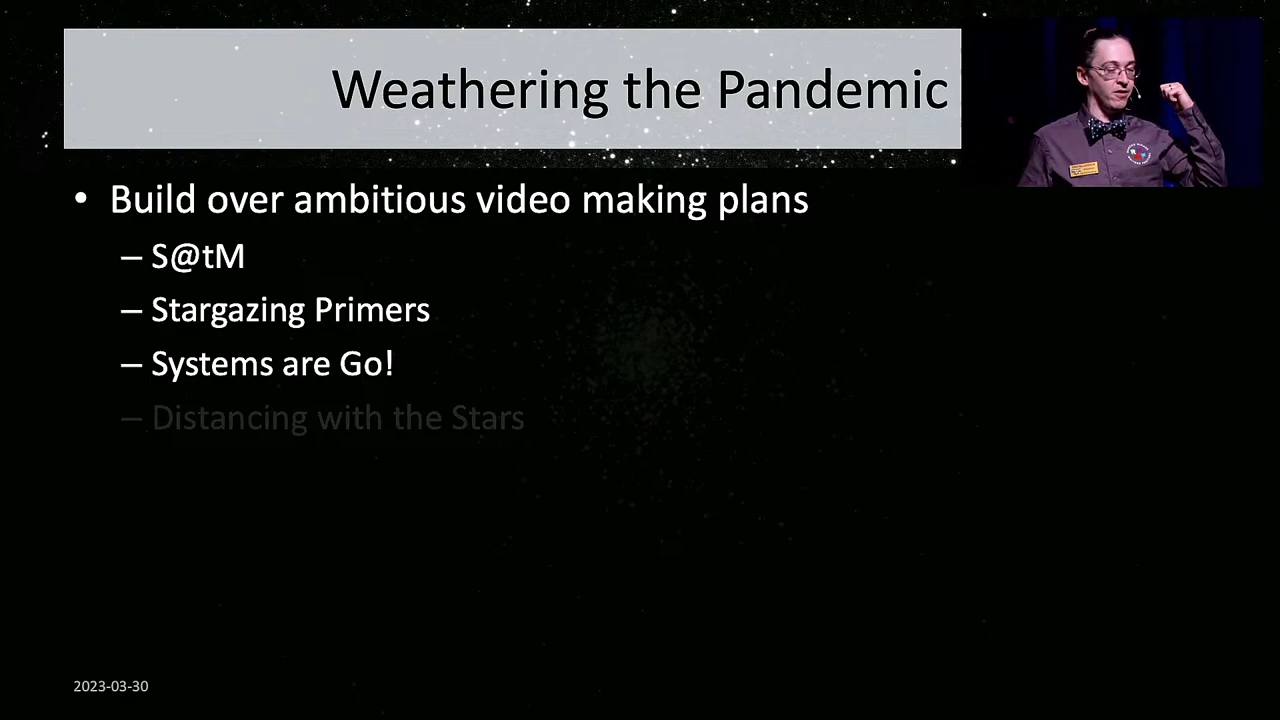 Weathering the Pandemic
• Build over ambitious video making plans
– S@tM
– Stargazing Primers
– Systems are Go!
– Distancing with the Stars
2023-03-30